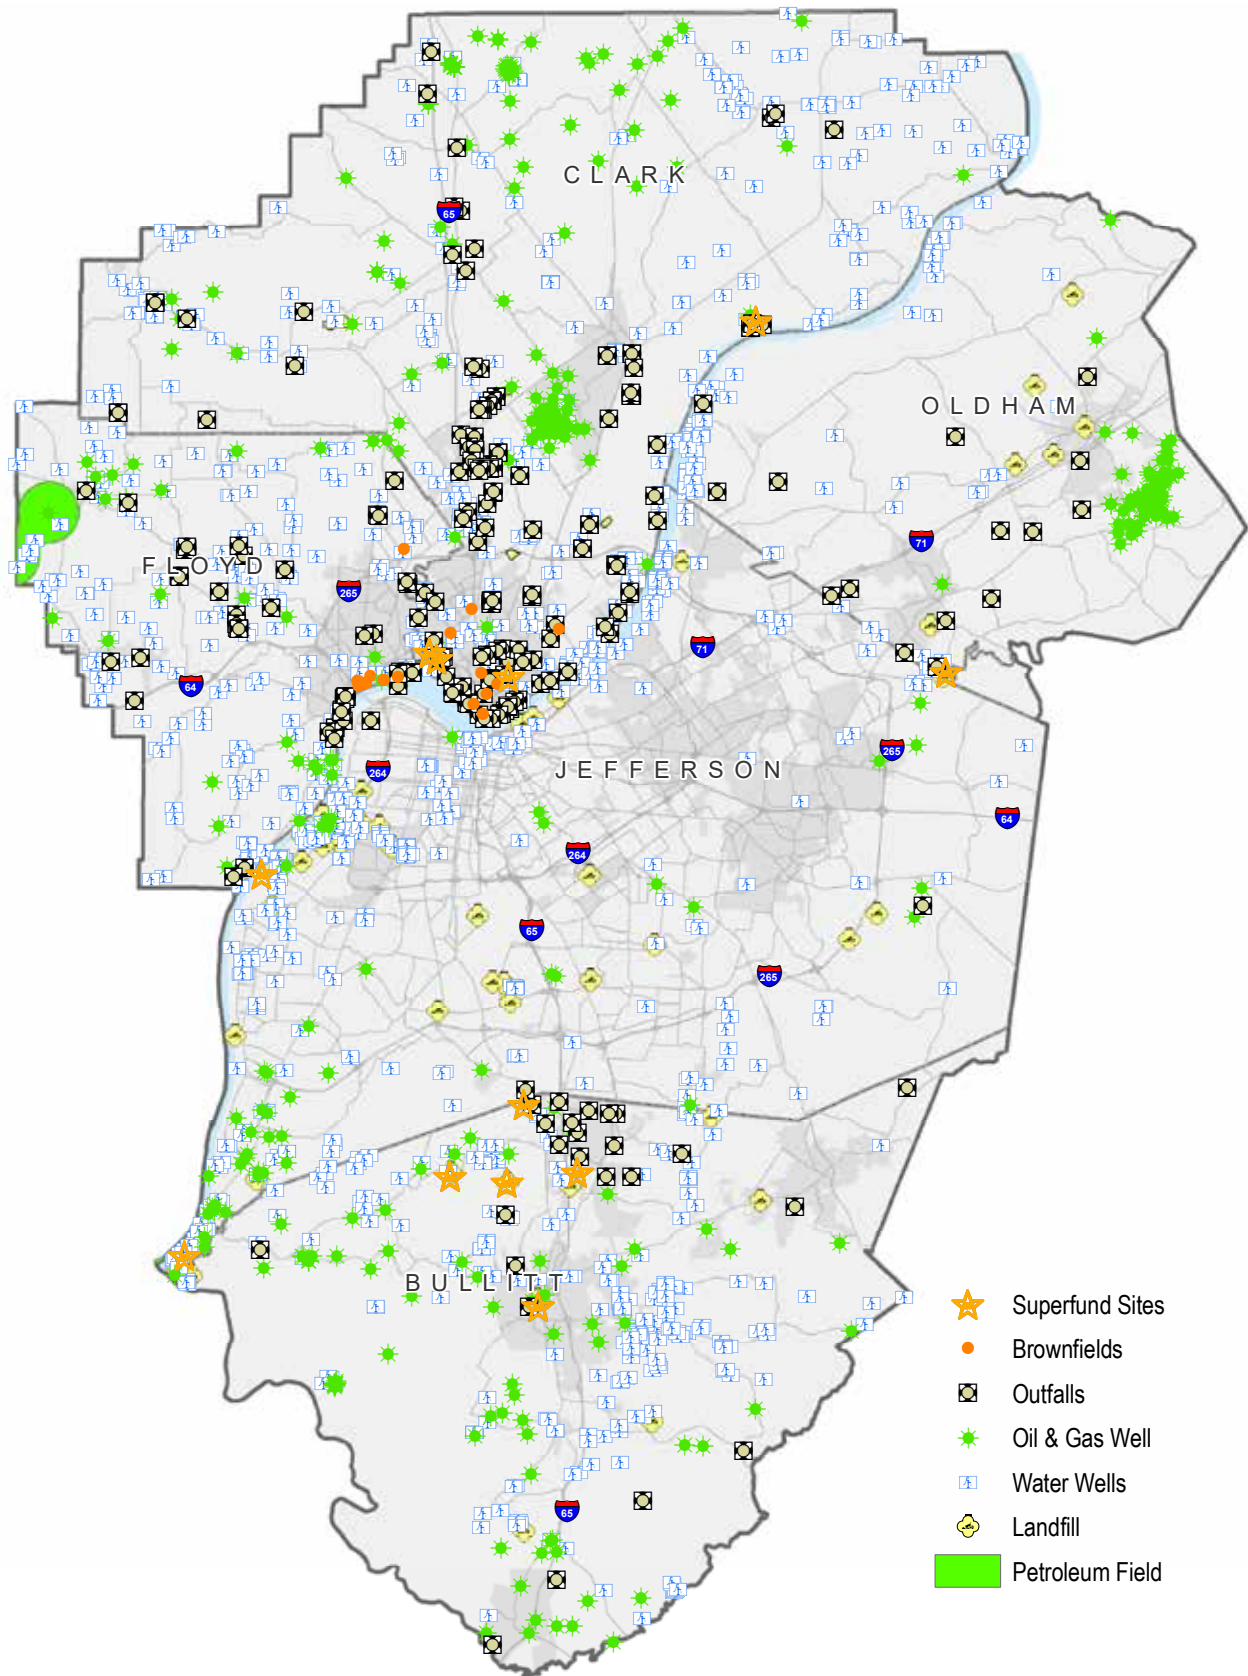 CLARK
65
OLDHAM
71
FLOYD
265
71
64
265
264
JEFFERSON
64
264
65
265
BULLITT
Superfund Sites
Brownfields
Outfalls
Oil & Gas Well
Water Wells
Landfill
Petroleum Field
65